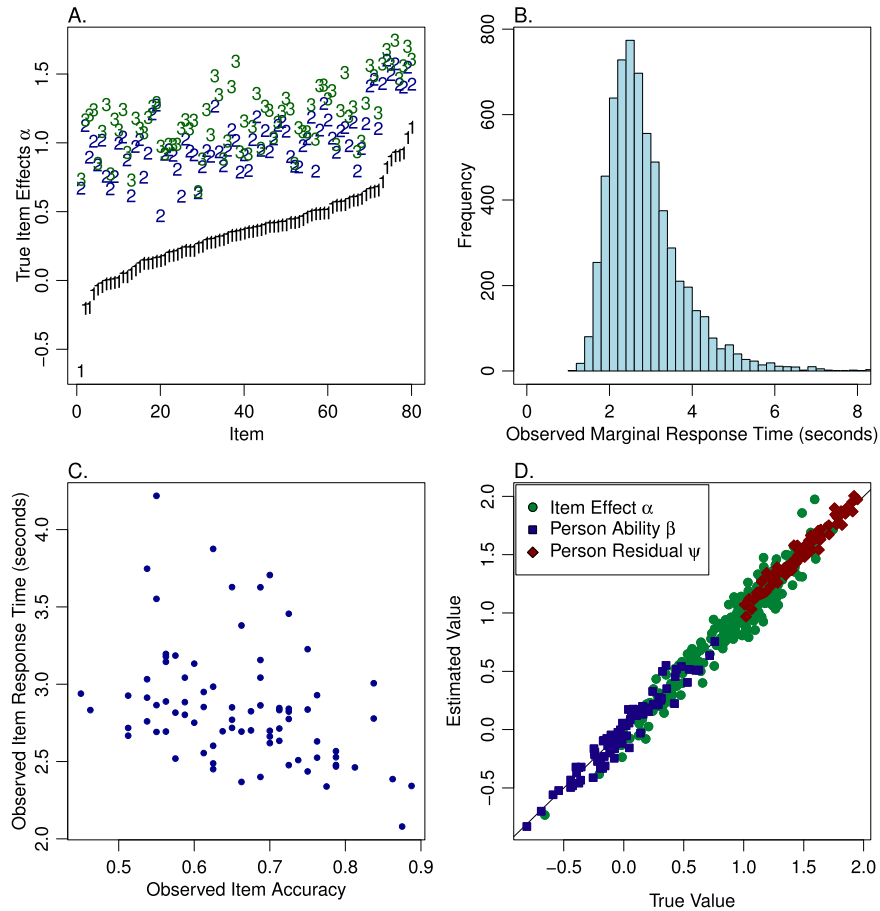 A.
True Item Effects α
1.5
1.0
0.5
0.0
−0.5
0 20 40 60 80
Item
B.
Frequency
800
600
400
200
0
0 2 4 6 8
Observed Marginal Response Time (seconds)
C.
Observed Item Response Time (seconds)
4.0
3.5
3.0
2.5
2.0
0.5 0.6 0.7 0.8 0.9
Observed Item Accuracy
D.
Item Effect α
Person Ability β
Person Residual ψ
Estimated Value
2.0
1.5
1.0
0.5
0.0
−0.5
−0.5 0.0 0.5 1.0 1.5 2.0
True Value